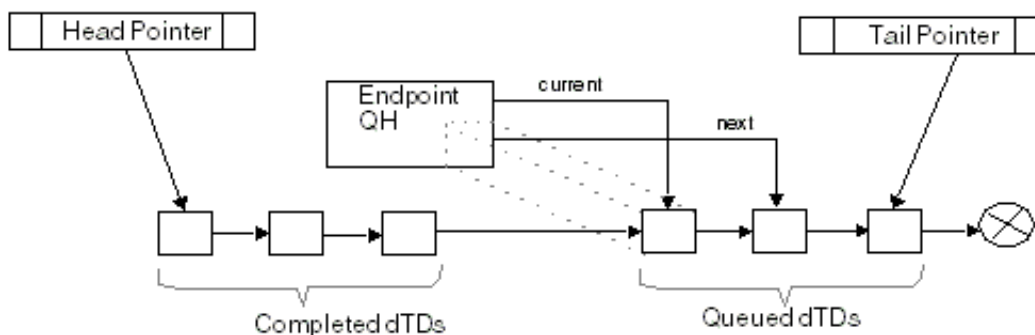 Head Pointer
Tail Pointer
Endpoint
QH
current
next
Completed dTDs
Queued dTDs